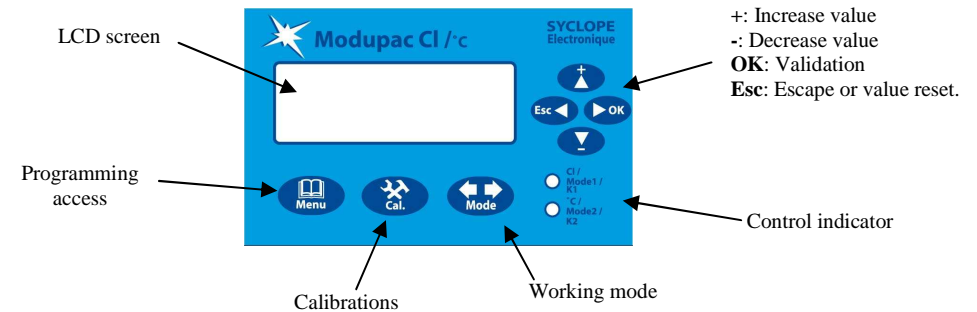 LCD screen
Modupac Cl /°c
SYCLOPE
Electronique
+: Increase value
-: Decrease value
OK: Validation
Esc: Escape or value reset.
+
Esc
OK
-
Programming
access
Menu
Cal.
Mode
Cl /
Mode1 /
K1
°C /
Mode2 /
K2
Control indicator
Calibrations
Working mode